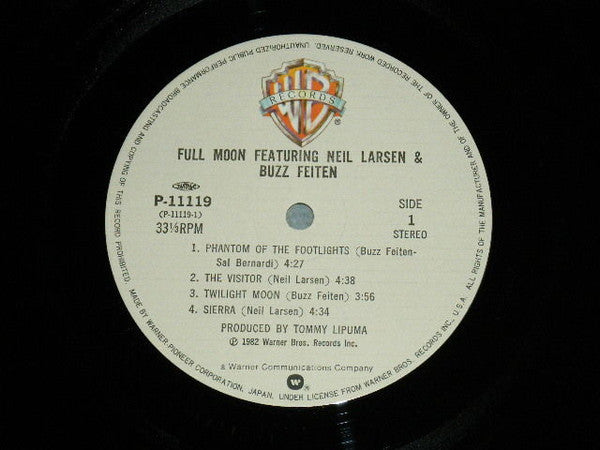 WB
RECORDS
®
FULL MOON FEATURING NEIL LARSEN &
BUZZ FEITEN
P-11119
(P-11119-1)
33⅓RPM
SIDE
1
STEREO
1. PHANTOM OF THE FOOTLIGHTS (Buzz Feiten-
Sal Bernardi) 4:27
2. THE VISITOR (Neil Larsen) 4:38
3. TWILIGHT MOON (Buzz Feiten) 3:56
4. SIERRA (Neil Larsen) 4:34
PRODUCED BY TOMMY LIPUMA
℗ 1982 Warner Bros. Records Inc.
a Warner Communications Company
W
ALL RIGHTS OF THE MANUFACTURER AND OF THE OWNER OF THE RECORDED WORK RESERVED. UNAUTHORIZED PUBLIC PERFORMANCE BROADCASTING AND COPYING OF THIS RECORD PROHIBITED.
MADE BY WARNER-PIONEER CORPORATION, JAPAN. UNDER LICENSE FROM WARNER BROS. RECORDS INC., U.S.A.